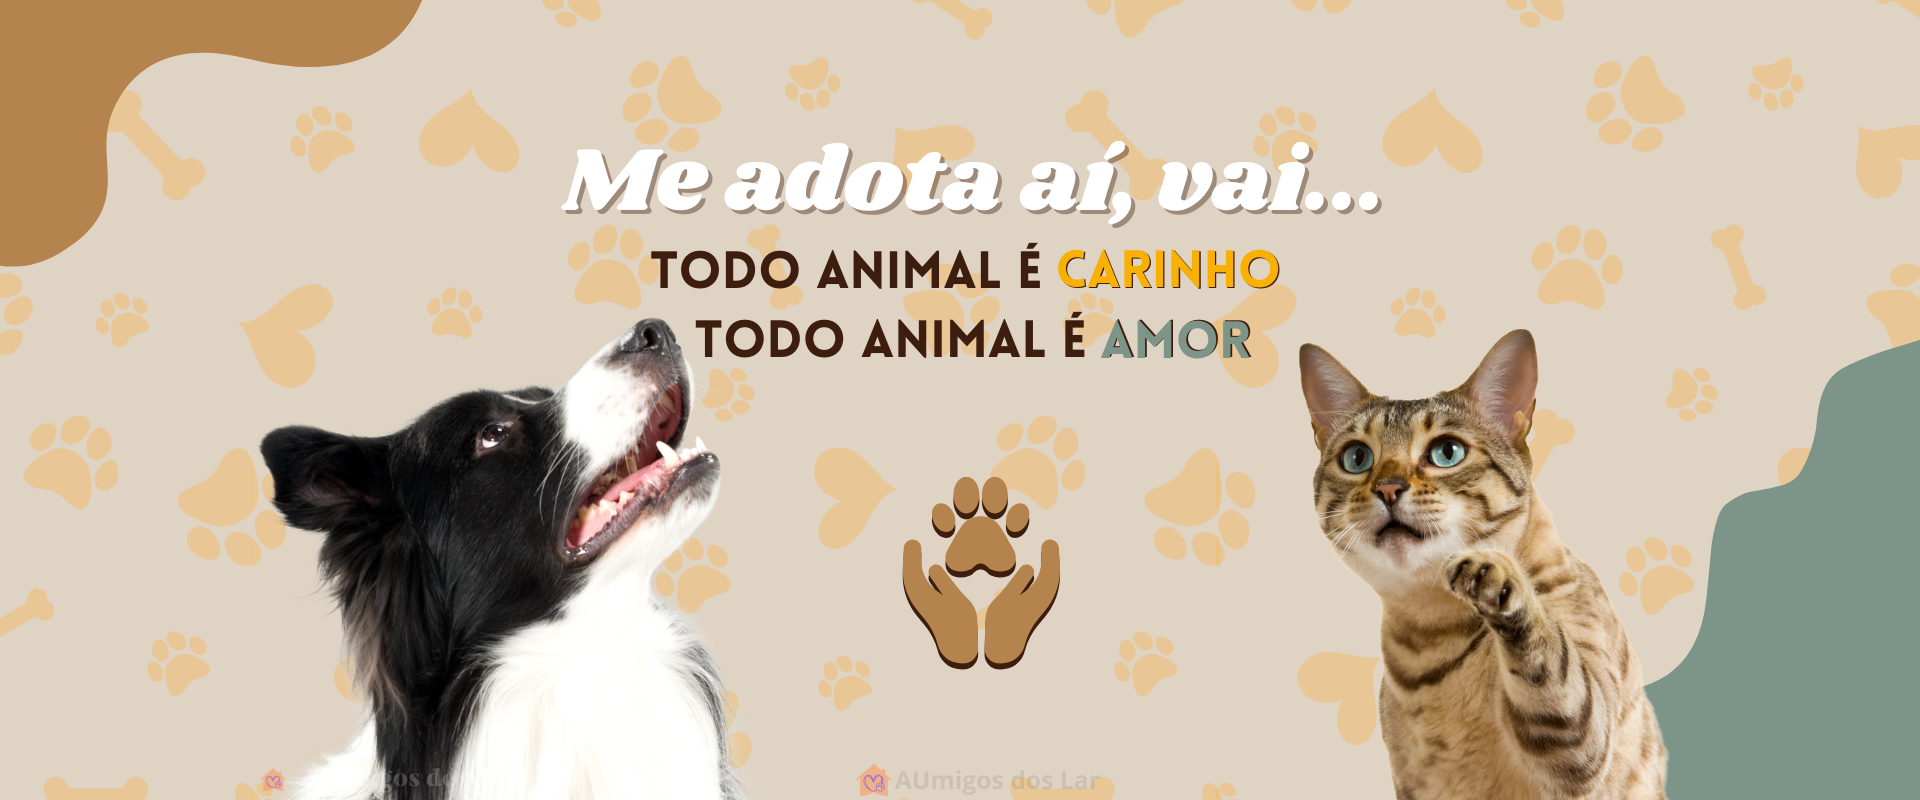 Me adota aí, vai...
TODO ANIMAL É CARINHO
TODO ANIMAL É AMOR
AUmigos dos Lar